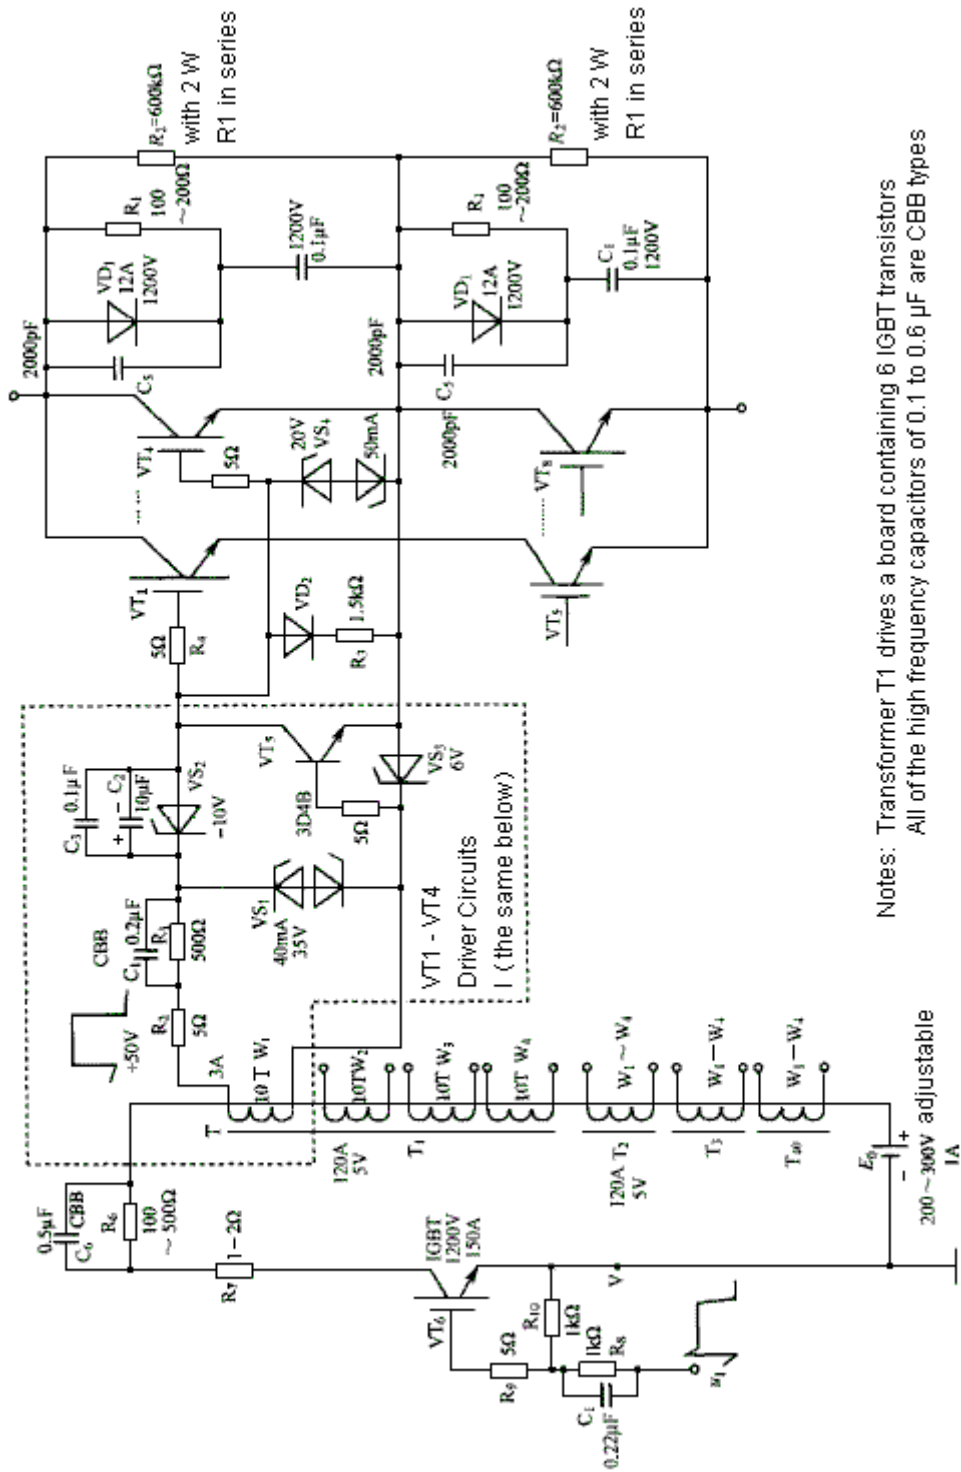 0.5μF
CBB
C₆
R₆
100
～500Ω
R₇
1－2Ω
IGBT
1200V
150A
VT₆
R₁₀
1kΩ
5Ω
R₉
1kΩ
R₈
C₁
0.22μF
u₁
V
E₀
200～300V adjustable
1A
+
−
+50V
3A
10 T W₁
T
10TW₂
10T W₃
10T W₄
120A
5V
T₁
W₁～W₄
120A T₂
5V
W₁－W₄
T₃
W₁－W₄
T₄₀
R₂
5Ω
CBB
C₁
0.2μF
R₁
500Ω
C₃
0.1μF
+
− C₂
10μF
VS₂
−10V
VS₁
40mA
35V
3D4B
VT₅
5Ω
VS₃
6V
VT1 - VT4
Driver Circuits
I ( the same below)
5Ω
R₄
VT₁
VD₂
R₃
1.5kΩ
VT₄
5Ω
20V
VS₄
50mA
2000pF
C₅
VD₁
12A
1200V
R₁
100
～200Ω
1200V
0.1μF
R₂=600kΩ
with 2 W
R1 in series
2000pF
2000pF
C₅
VD₁
12A
1200V
R₁
100
～200Ω
C₁
0.1μF
1200V
R₂=600kΩ
with 2 W
R1 in series
VT₅
VT₈
Notes: Transformer T1 drives a board containing 6 IGBT transistors
All of the high frequency capacitors of 0.1 to 0.6 μF are CBB types